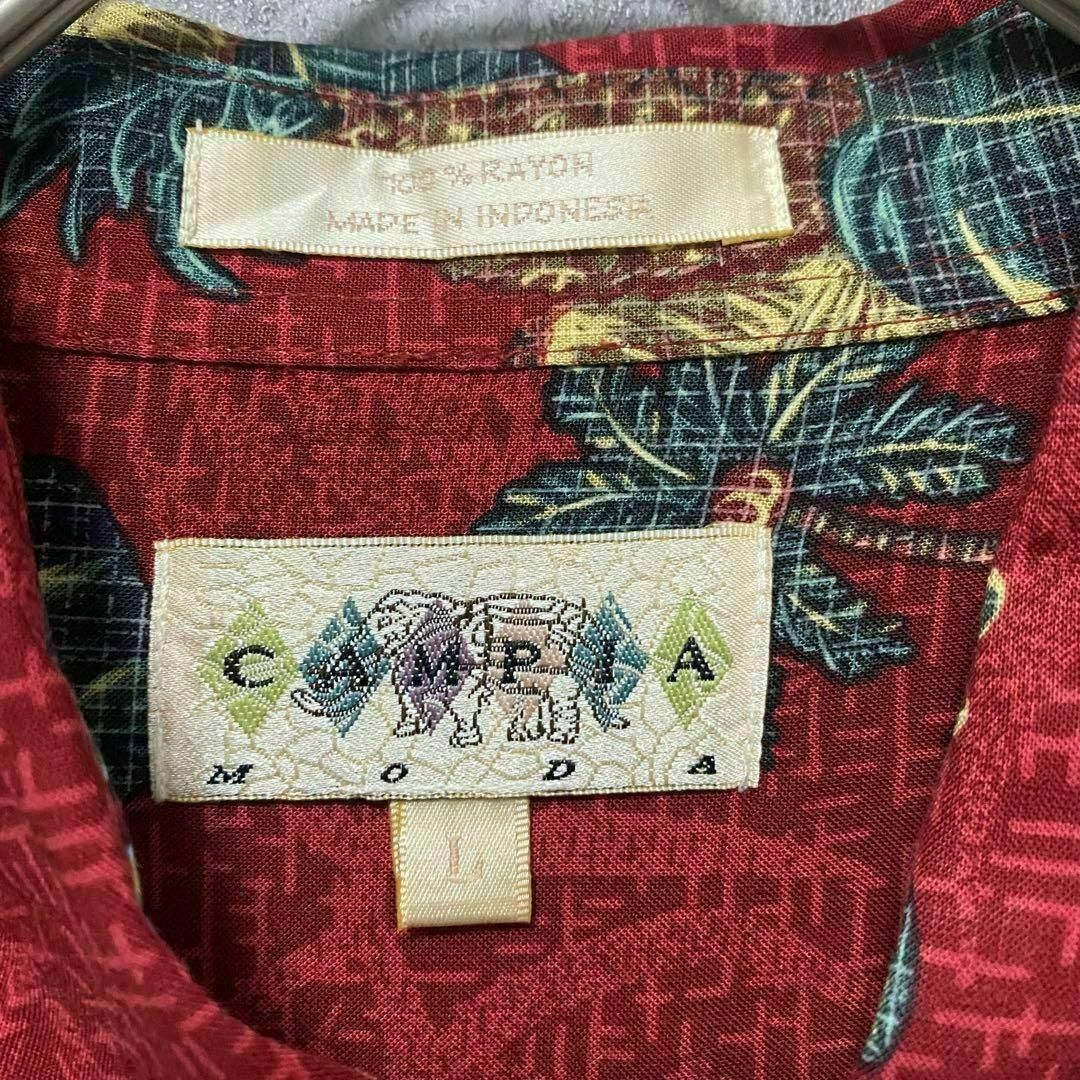 100% RAYON
MADE IN INDONESIA
CAMPIA
MODA
L